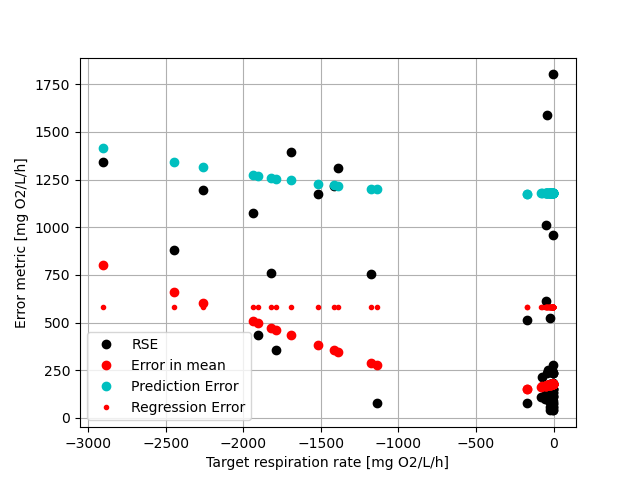 1750
1500
1250
1000
750
500
250
0
Error metric [mg O2/L/h]
RSE
Error in mean
Prediction Error
Regression Error
−3000 −2500 −2000 −1500 −1000 −500 0
Target respiration rate [mg O2/L/h]